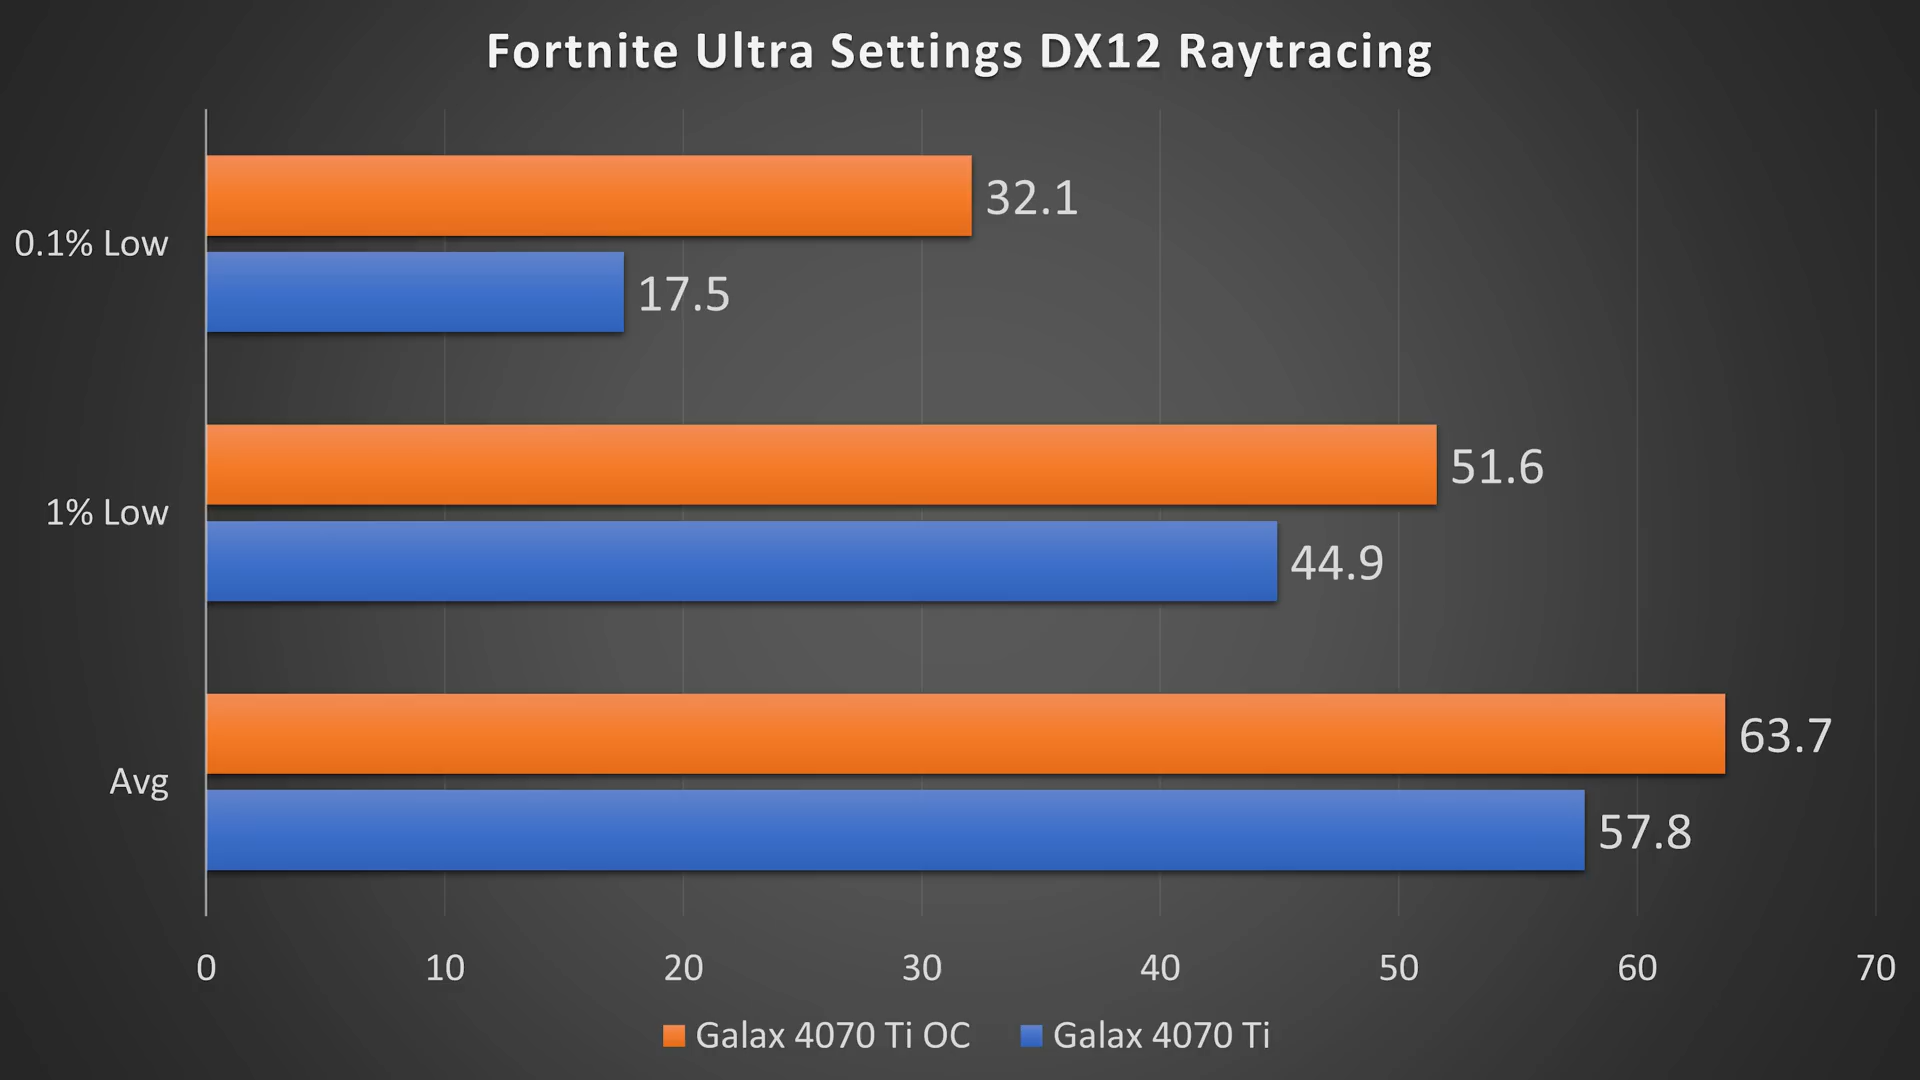 Fortnite Ultra Settings DX12 Raytracing
0.1% Low
32.1
17.5
1% Low
51.6
44.9
Avg
63.7
57.8
0 10 20 30 40 50 60 70
Galax 4070 Ti OC Galax 4070 Ti